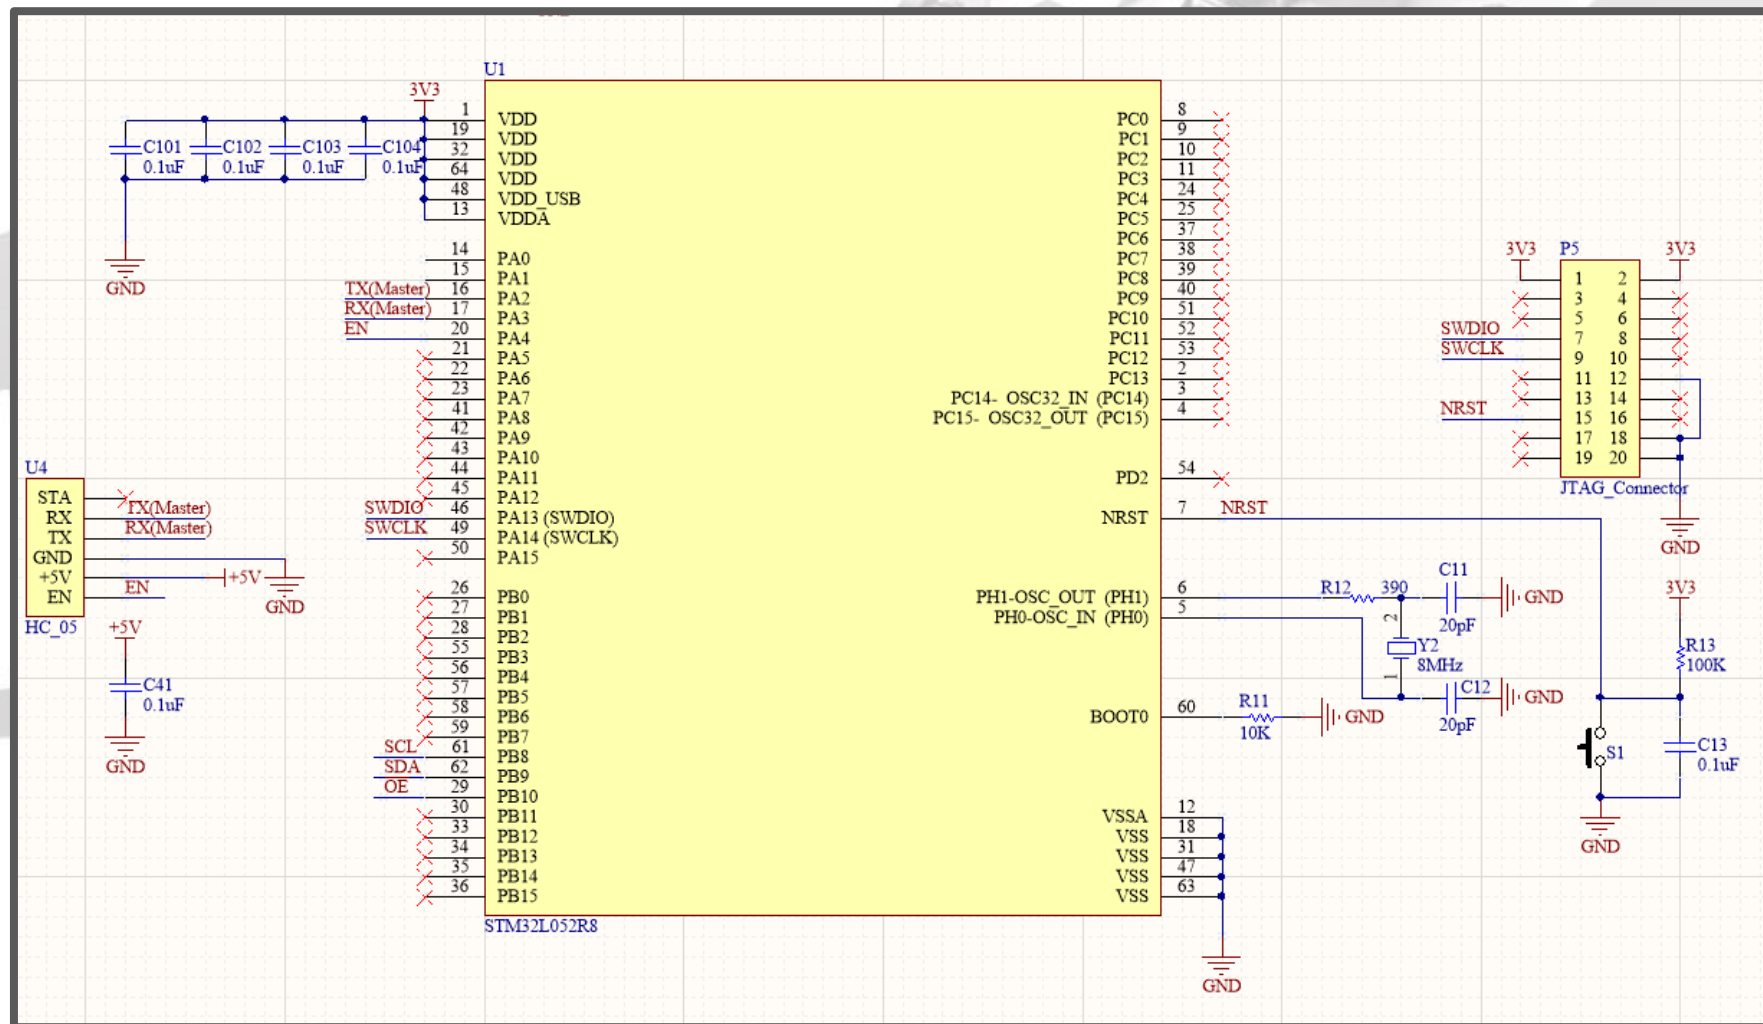 U1
3V3
1 VDD
19 VDD
32 VDD
64 VDD
48 VDD_USB
13 VDDA
C101 0.1uF
C102 0.1uF
C103 0.1uF
C104 0.1uF
GND
14 PA0
15 PA1
TX(Master) 16 PA2
RX(Master) 17 PA3
EN 20 PA4
21 PA5
22 PA6
23 PA7
41 PA8
42 PA9
43 PA10
44 PA11
45 PA12
SWDIO 46 PA13 (SWDIO)
SWCLK 49 PA14 (SWCLK)
50 PA15
26 PB0
27 PB1
28 PB2
55 PB3
56 PB4
57 PB5
58 PB6
59 PB7
SCL 61 PB8
SDA 62 PB9
OE 29 PB10
30 PB11
33 PB12
34 PB13
35 PB14
36 PB15
STM32L052R8
PC0 8
PC1 9
PC2 10
PC3 11
PC4 24
PC5 25
PC6 37
PC7 38
PC8 39
PC9 40
PC10 51
PC11 52
PC12 53
PC13 2
PC14- OSC32_IN (PC14) 3
PC15- OSC32_OUT (PC15) 4
PD2 54
NRST 7 NRST
PH1-OSC_OUT (PH1) 6
PH0-OSC_IN (PH0) 5
BOOT0 60
VSSA 12
VSS 18
VSS 31
VSS 47
VSS 63
GND
U4
STA
RX TX(Master)
TX RX(Master)
GND
+5V +5V
EN EN
GND
HC_05
+5V
C41
0.1uF
GND
R12 390
C11
20pF
GND
2
Y2
8MHz
1
C12
20pF
GND
R11
10K
GND
3V3 P5 3V3
1 2
3 4
5 6
SWDIO 7 8
SWCLK 9 10
11 12
13 14
NRST 15 16
17 18
19 20
JTAG_Connector
GND
3V3
R13
100K
S1
C13
0.1uF
GND